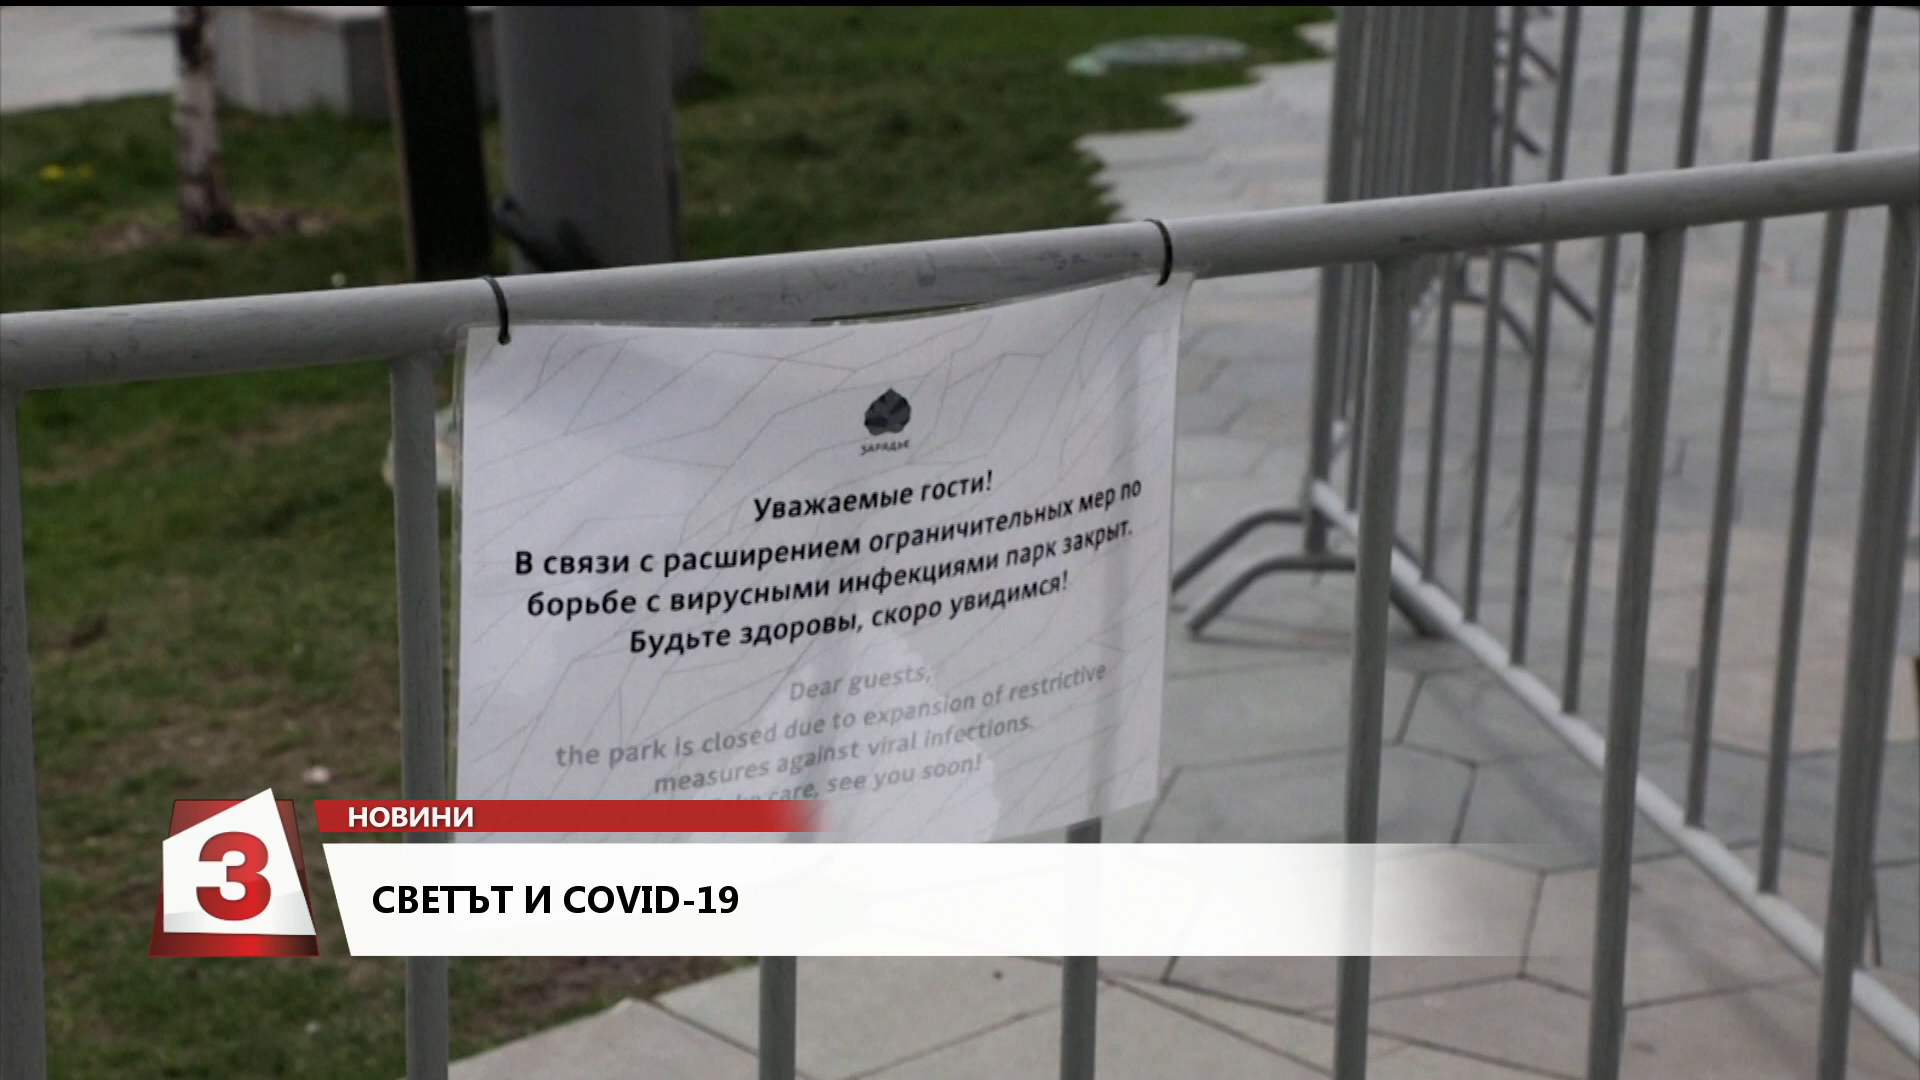 ЗАРЯДЬЕ
Уважаемые гости!
В связи с расширением ограничительных мер по
борьбе с вирусными инфекциями парк закрыт.
Будьте здоровы, скоро увидимся!
Dear guests,
the park is closed due to expansion of restrictive
measures against viral infections.
care, see you soon!
3
НОВИНИ
СВЕТЪТ И COVID-19